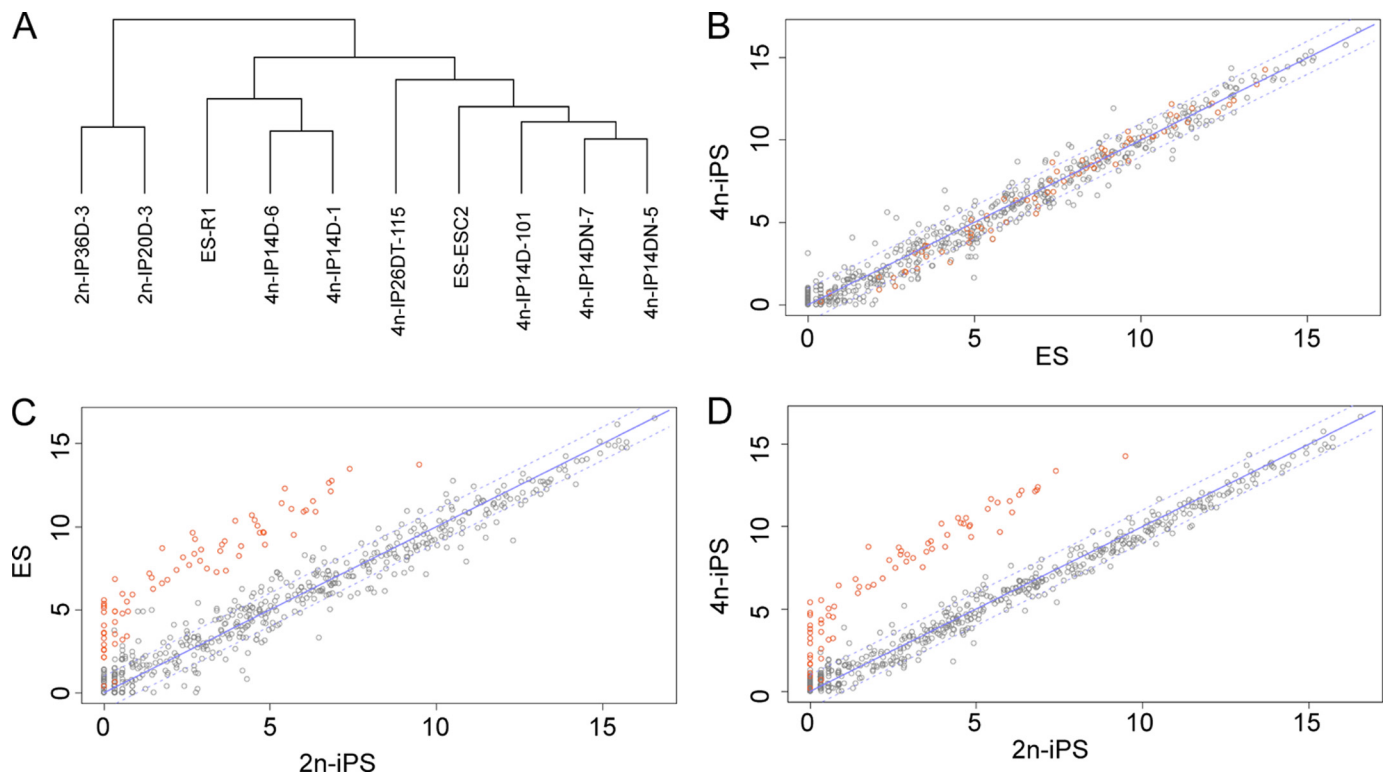 A
2n-IP36D-3
2n-IP20D-3
ES-R1
4n-IP14D-6
4n-IP14D-1
4n-IP26DT-115
ES-ESC2
4n-IP14D-101
4n-IP14DN-7
4n-IP14DN-5
B
4n-iPS
15
10
5
0
0 5 10 15
ES
C
ES
15
10
5
0
0 5 10 15
2n-iPS
D
4n-iPS
15
10
5
0
0 5 10 15
2n-iPS